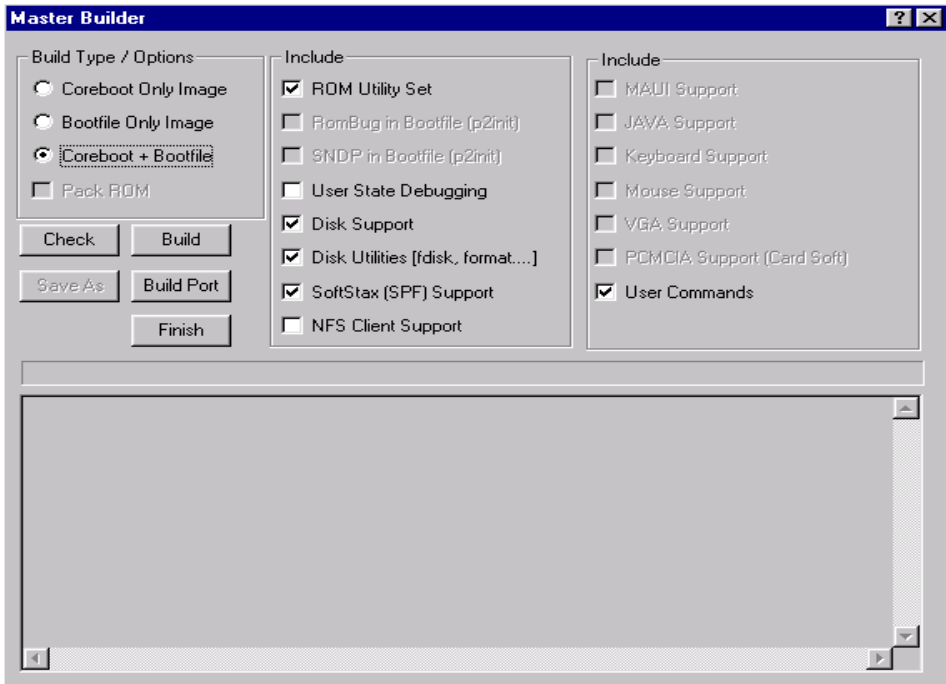 Master Builder
Build Type / Options
Coreboot Only Image
Bootfile Only Image
Coreboot + Bootfile
Pack ROM
Check
Build
Save As
Build Port
Finish
Include
ROM Utility Set
RomBug in Bootfile (p2init)
SNDP in Bootfile (p2init)
User State Debugging
Disk Support
Disk Utilities [fdisk, format....]
SoftStax (SPF) Support
NFS Client Support
Include
MAUI Support
JAVA Support
Keyboard Support
Mouse Support
VGA Support
PCMCIA Support (Card Soft)
User Commands